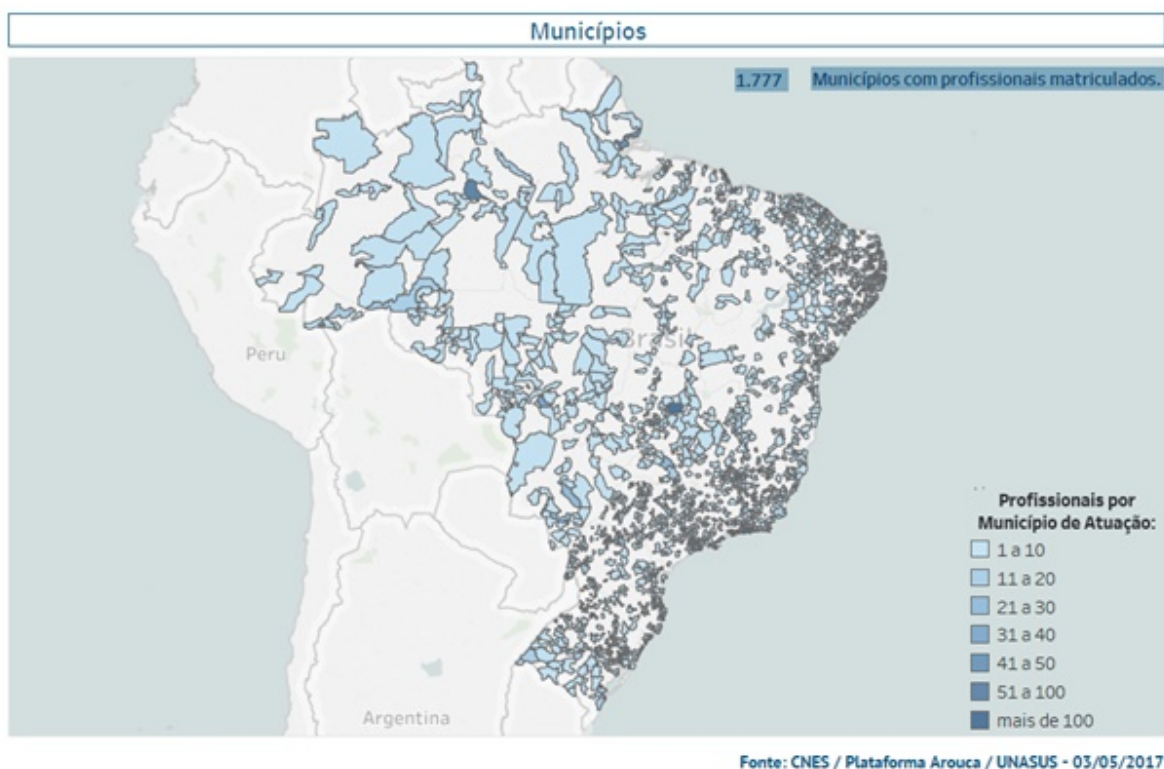 Municípios
1.777 Municípios com profissionais matriculados.
Brasil
Peru
Argentina
Profissionais por
Município de Atuação:
1 a 10
11 a 20
21 a 30
31 a 40
41 a 50
51 a 100
mais de 100
Fonte: CNES / Plataforma Arouca / UNASUS - 03/05/2017